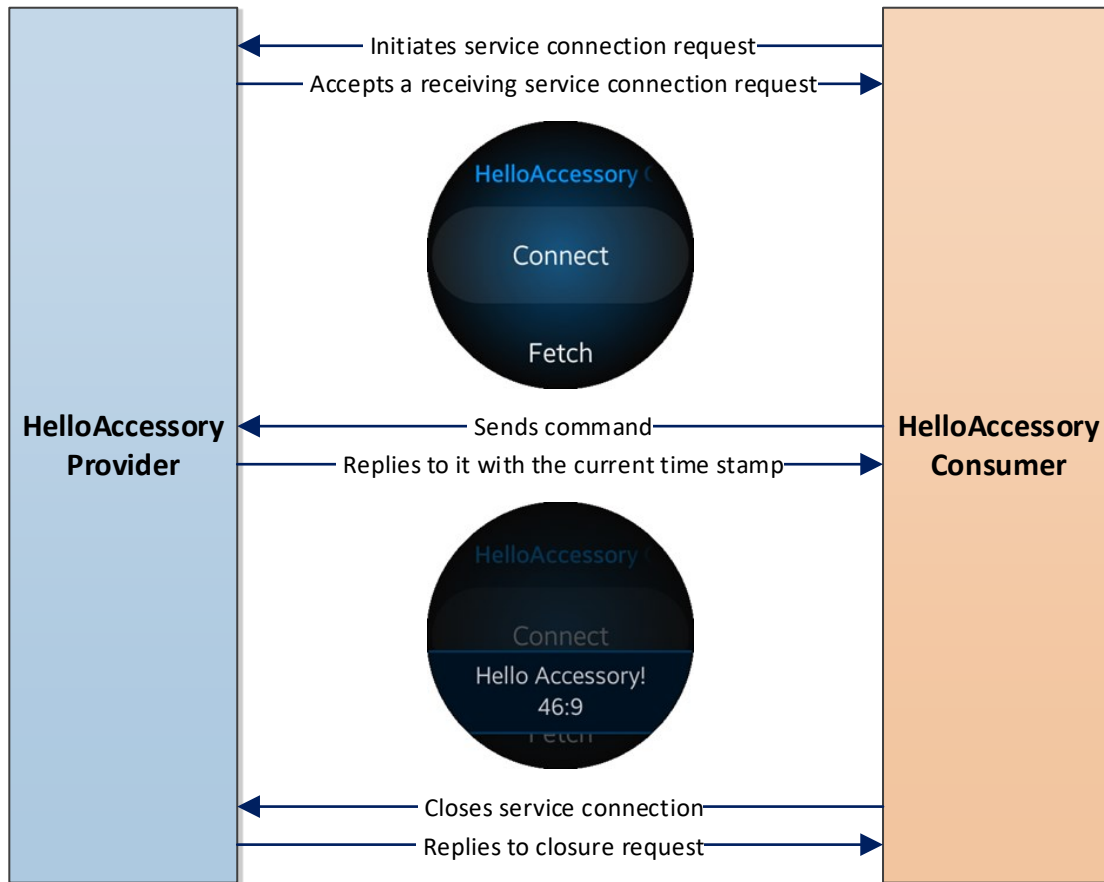 Initiates service connection request
Accepts a receiving service connection request
HelloAccessory C
Connect
Fetch
HelloAccessory
Provider
Sends command
Replies to it with the current time stamp
HelloAccessory
Consumer
HelloAccessory
Connect
Hello Accessory!
46:9
Fetch
Closes service connection
Replies to closure request